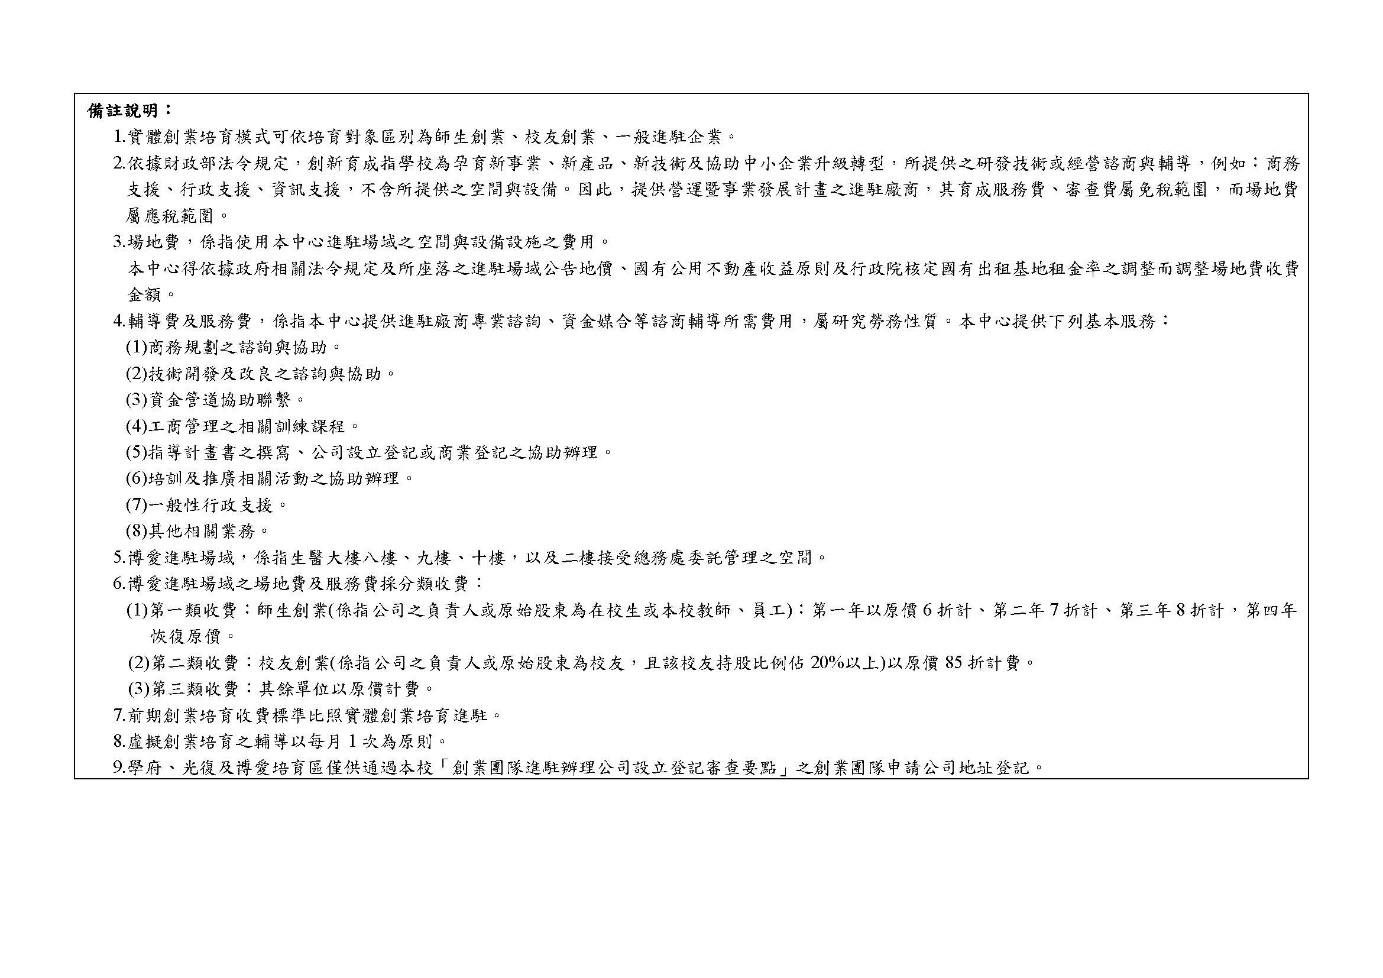 備註說明：
1.實體創業培育模式可依培育對象區別為師生創業、校友創業、一般進駐企業。
2.依據財政部法令規定，創新育成指學校為孕育新事業、新產品、新技術及協助中小企業升級轉型，所提供之研發技術或經營諮商與輔導，例如：商務
支援、行政支援、資訊支援，不含所提供之空間與設備。因此，提供營運暨事業發展計畫之進駐廠商，其育成服務費、審查費屬免稅範圍，而場地費
屬應稅範圍。
3.場地費，係指使用本中心進駐場域之空間與設備設施之費用。
本中心得依據政府相關法令規定及所座落之進駐場域公告地價、國有公用不動產收益原則及行政院核定國有出租基地租金率之調整而調整場地費收費
金額。
4.輔導費及服務費，係指本中心提供進駐廠商專業諮詢、資金媒合等諮商輔導所需費用，屬研究勞務性質。本中心提供下列基本服務：
(1)商務規劃之諮詢與協助。
(2)技術開發及改良之諮詢與協助。
(3)資金管道協助聯繫。
(4)工商管理之相關訓練課程。
(5)指導計畫書之撰寫、公司設立登記或商業登記之協助辦理。
(6)培訓及推廣相關活動之協助辦理。
(7)一般性行政支援。
(8)其他相關業務。
5.博愛進駐場域，係指生醫大樓八樓、九樓、十樓，以及二樓接受總務處委託管理之空間。
6.博愛進駐場域之場地費及服務費採分類收費：
(1)第一類收費：師生創業(係指公司之負責人或原始股東為在校生或本校教師、員工)：第一年以原價 6 折計、第二年 7 折計、第三年 8 折計，第四年
恢復原價。
(2)第二類收費：校友創業(係指公司之負責人或原始股東為校友，且該校友持股比例佔 20%以上)以原價 85 折計費。
(3)第三類收費：其餘單位以原價計費。
7.前期創業培育收費標準比照實體創業培育進駐。
8.虛擬創業培育之輔導以每月 1 次為原則。
9.學府、光復及博愛培育區僅供通過本校「創業團隊進駐辦理公司設立登記審查要點」之創業團隊申請公司地址登記。